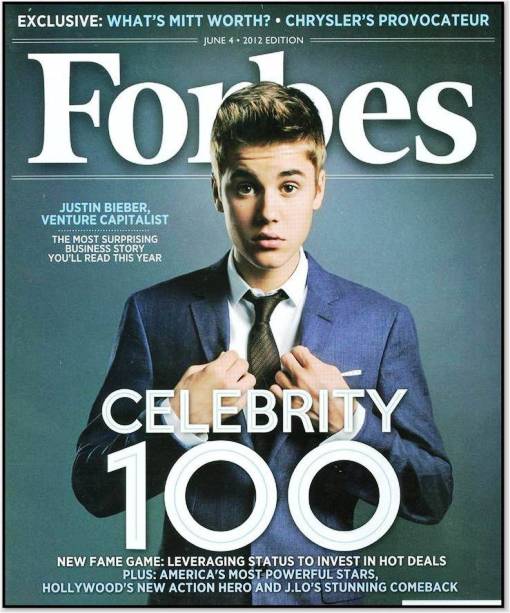 EXCLUSIVE: WHAT'S MITT WORTH? • CHRYSLER'S PROVOCATEUR
JUNE 4 • 2012 EDITION
Forbes
JUSTIN BIEBER,
VENTURE CAPITALIST
THE MOST SURPRISING
BUSINESS STORY
YOU'LL READ THIS YEAR
CELEBRITY
100
NEW FAME GAME: LEVERAGING STATUS TO INVEST IN HOT DEALS
PLUS: AMERICA'S MOST POWERFUL STARS,
HOLLYWOOD'S NEW ACTION HERO AND J.LO'S STUNNING COMEBACK